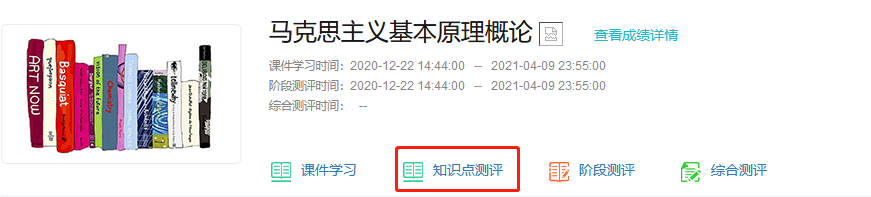 马克思主义基本原理概论 查看成绩详情
课件学习时间：2020-12-22 14:44:00 -- 2021-04-09 23:55:00
阶段测评时间：2020-12-22 14:44:00 -- 2021-04-09 23:55:00
综合测评时间： --
ART NOW
Basquiat
Chemistry
课件学习 知识点测评 阶段测评 综合测评